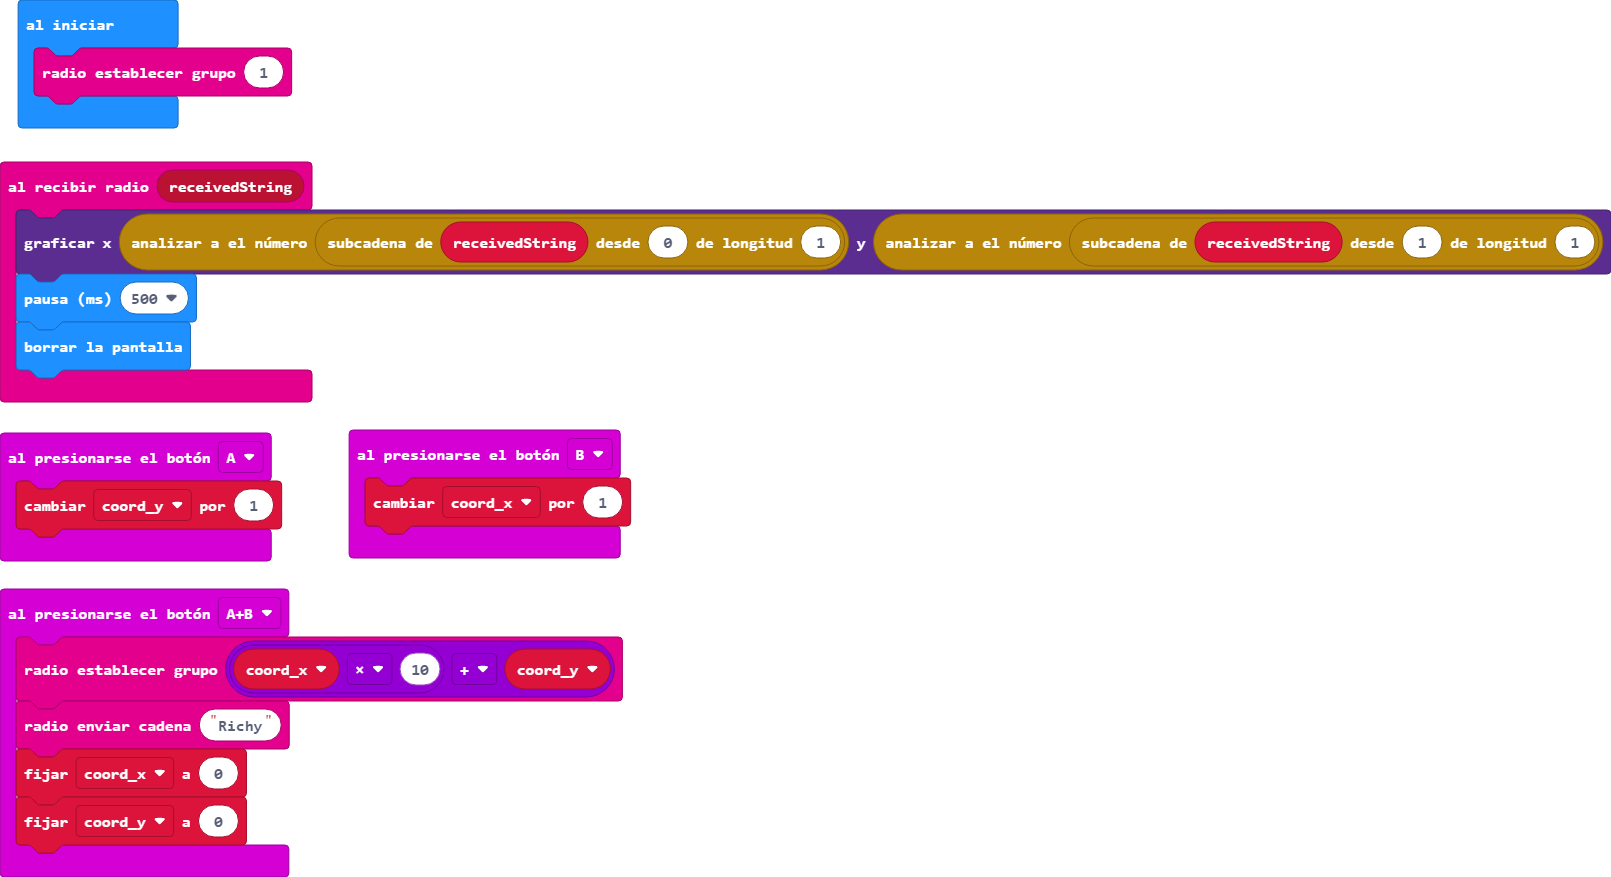 al iniciar
radio establecer grupo 1
al recibir radio receivedString
graficar x analizar a el número subcadena de receivedString desde 0 de longitud 1 y analizar a el número subcadena de receivedString desde 1 de longitud 1
pausa (ms) 500
borrar la pantalla
al presionarse el botón A
cambiar coord_y por 1
al presionarse el botón B
cambiar coord_x por 1
al presionarse el botón A+B
radio establecer grupo coord_x × 10 + coord_y
radio enviar cadena "Richy"
fijar coord_x a 0
fijar coord_y a 0